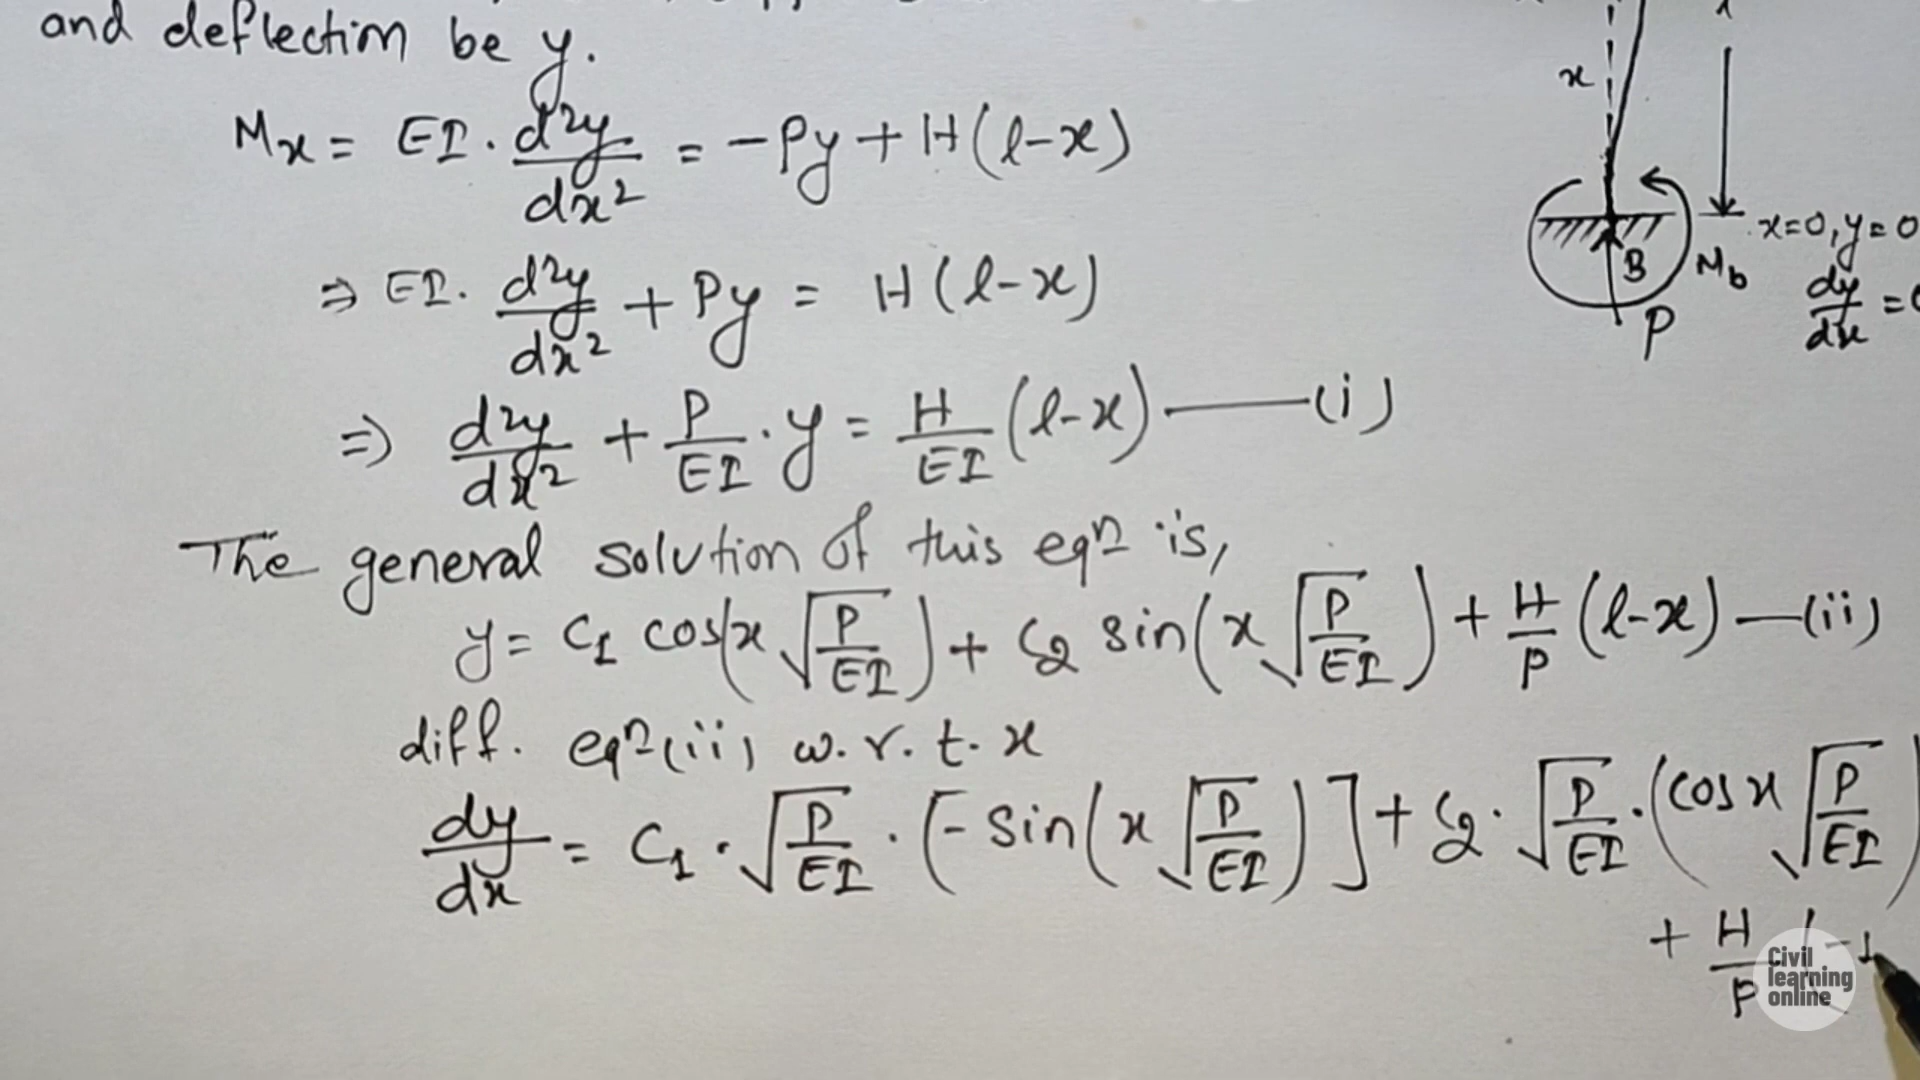 and deflection be y.
x
Mx = EI. d²y/dx² = -Py + H(l-x)
x=0, y=0
B
Mb
dy/dx =
P
⇒ EI. d²y/dx² + Py = H(l-x)
⇒ d²y/dx² + P/EI . y = H/EI (l-x) —— (i)
The general solution of this eqn is,
y = C1 cos(x √(P/EI)) + C2 sin(x √(P/EI)) + H/P (l-x) — (ii)
diff. eqn(ii) w.r.t. x
dy/dx = C1 . √(P/EI) . [- sin(x √(P/EI))] + C2 . √(P/EI) . (cos x √(P/EI))
+ H/P (-1
Civil
learning
online